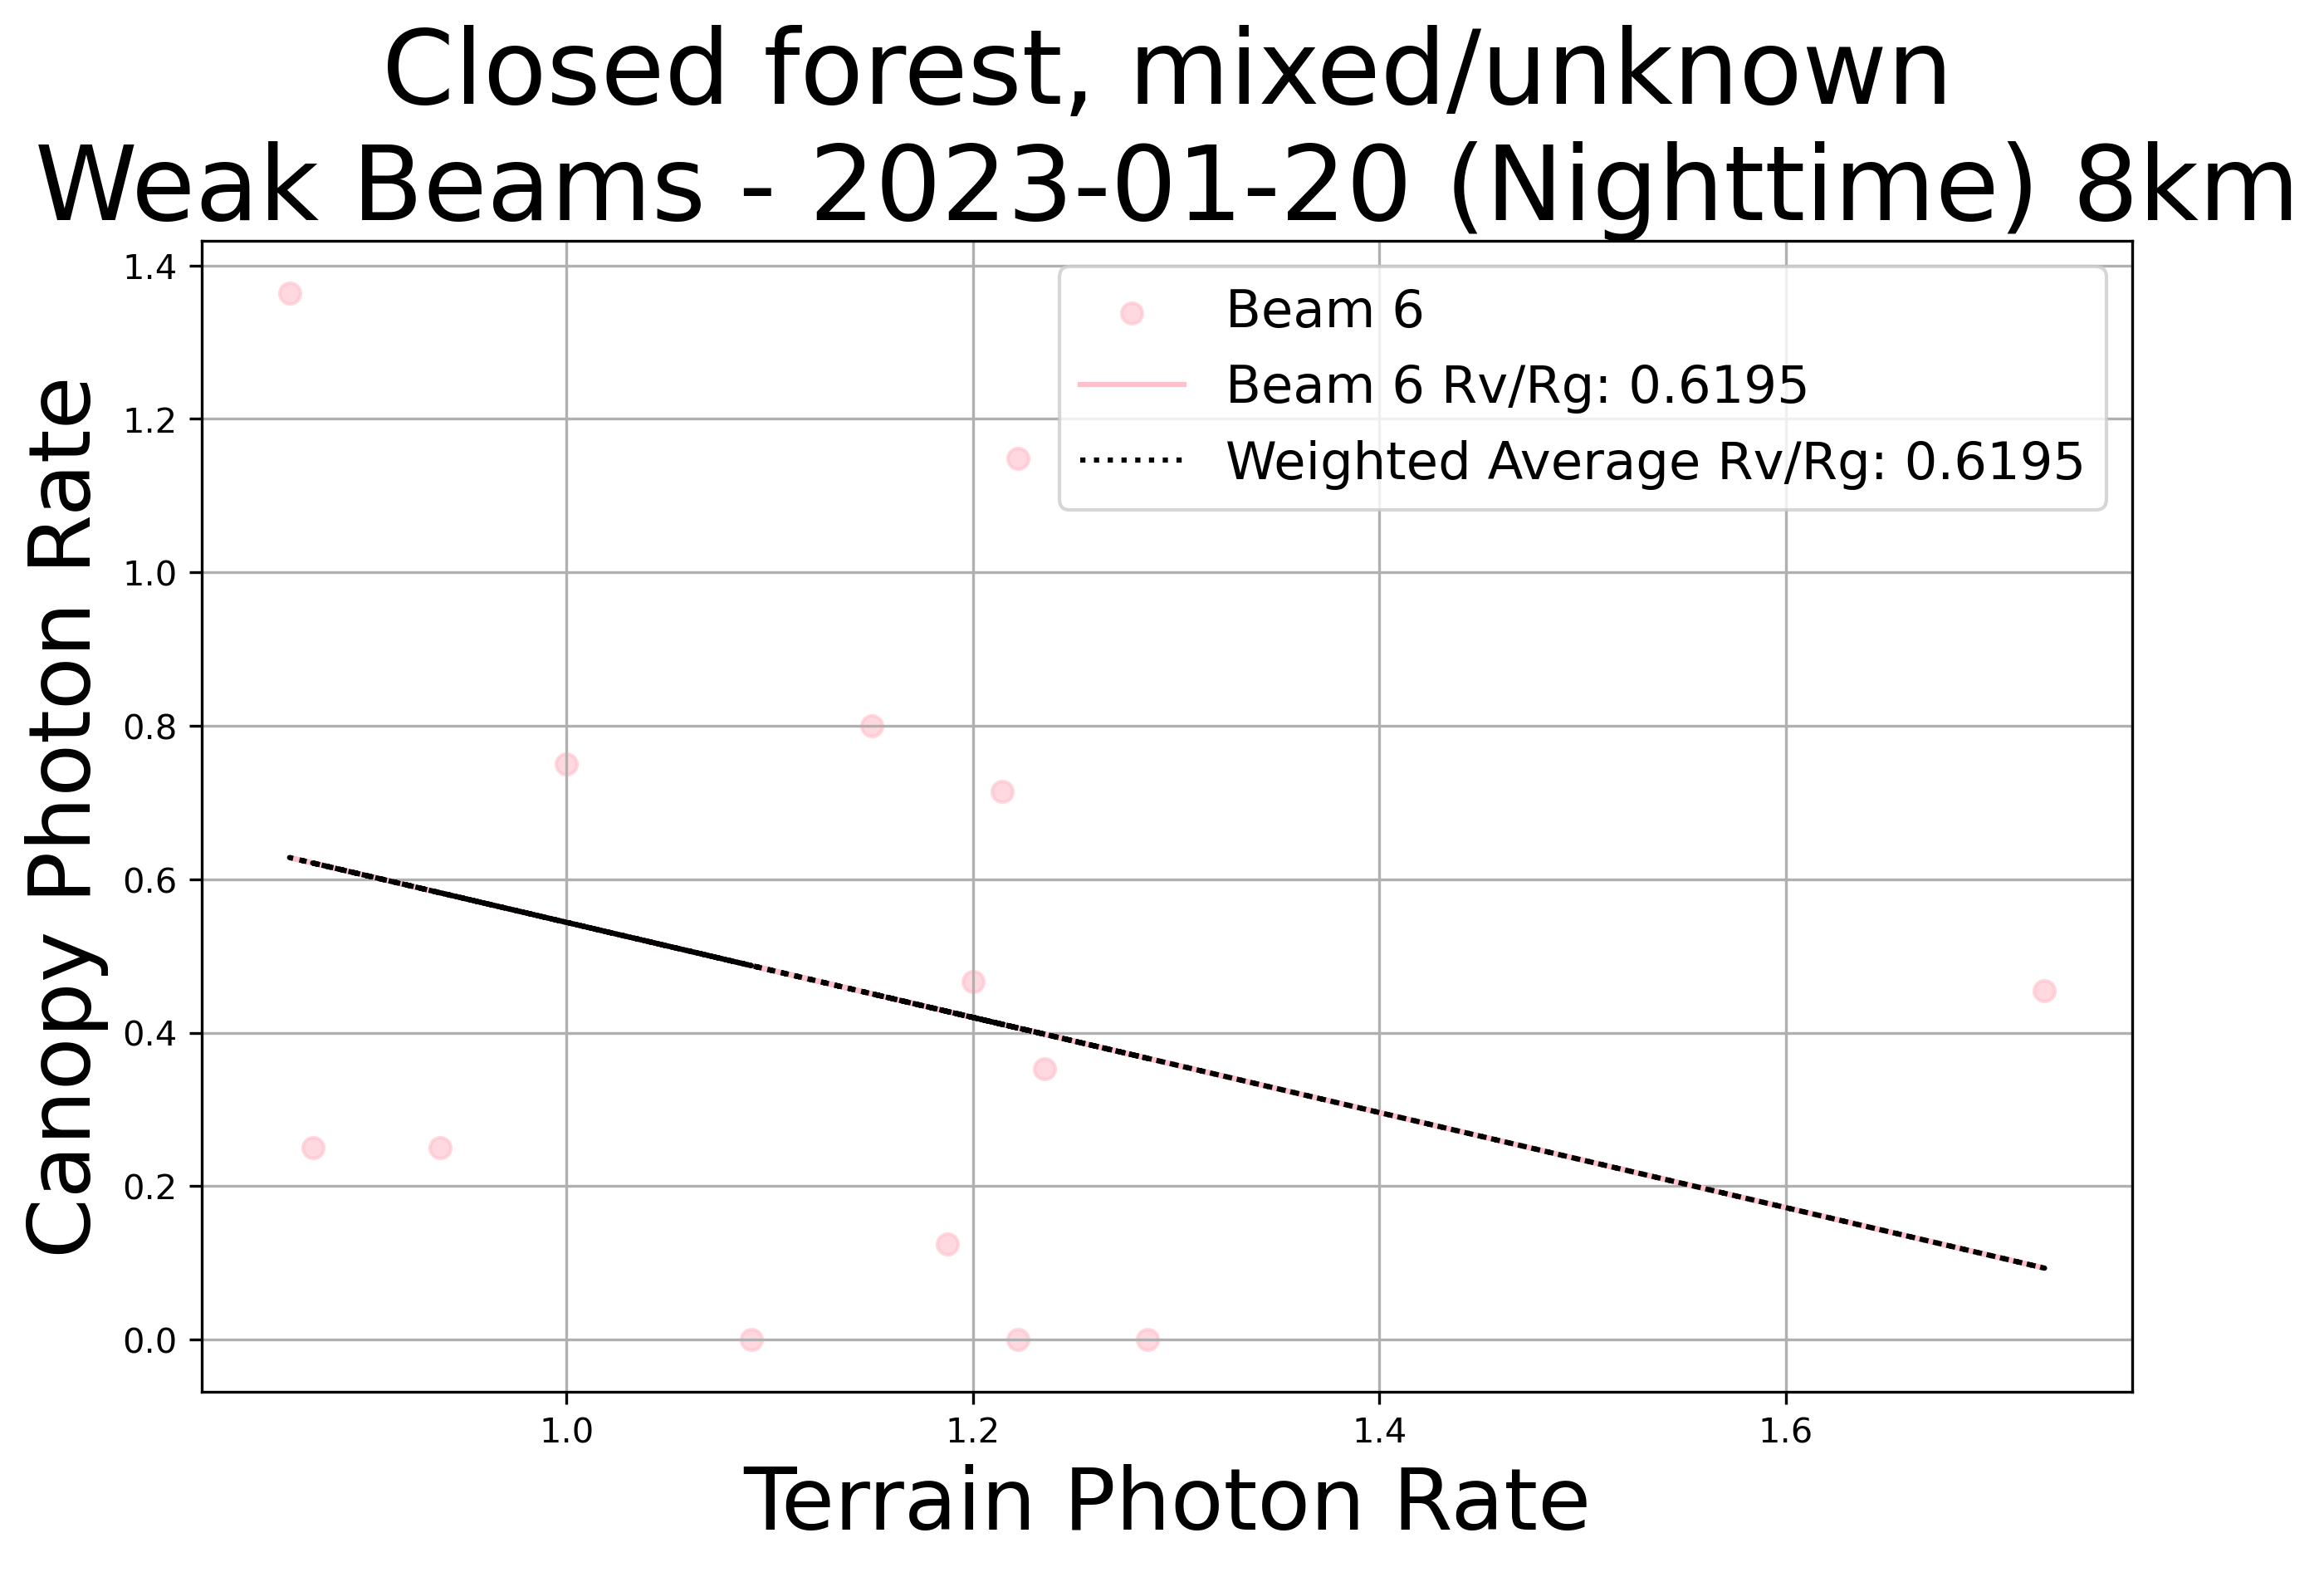 Closed forest, mixed/unknown
Weak Beams - 2023-01-20 (Nighttime) 8km
Canopy Photon Rate
1.4
1.2
1.0
0.8
0.6
0.4
0.2
0.0
Beam 6
Beam 6 Rv/Rg: 0.6195
Weighted Average Rv/Rg: 0.6195
1.0 1.2 1.4 1.6
Terrain Photon Rate